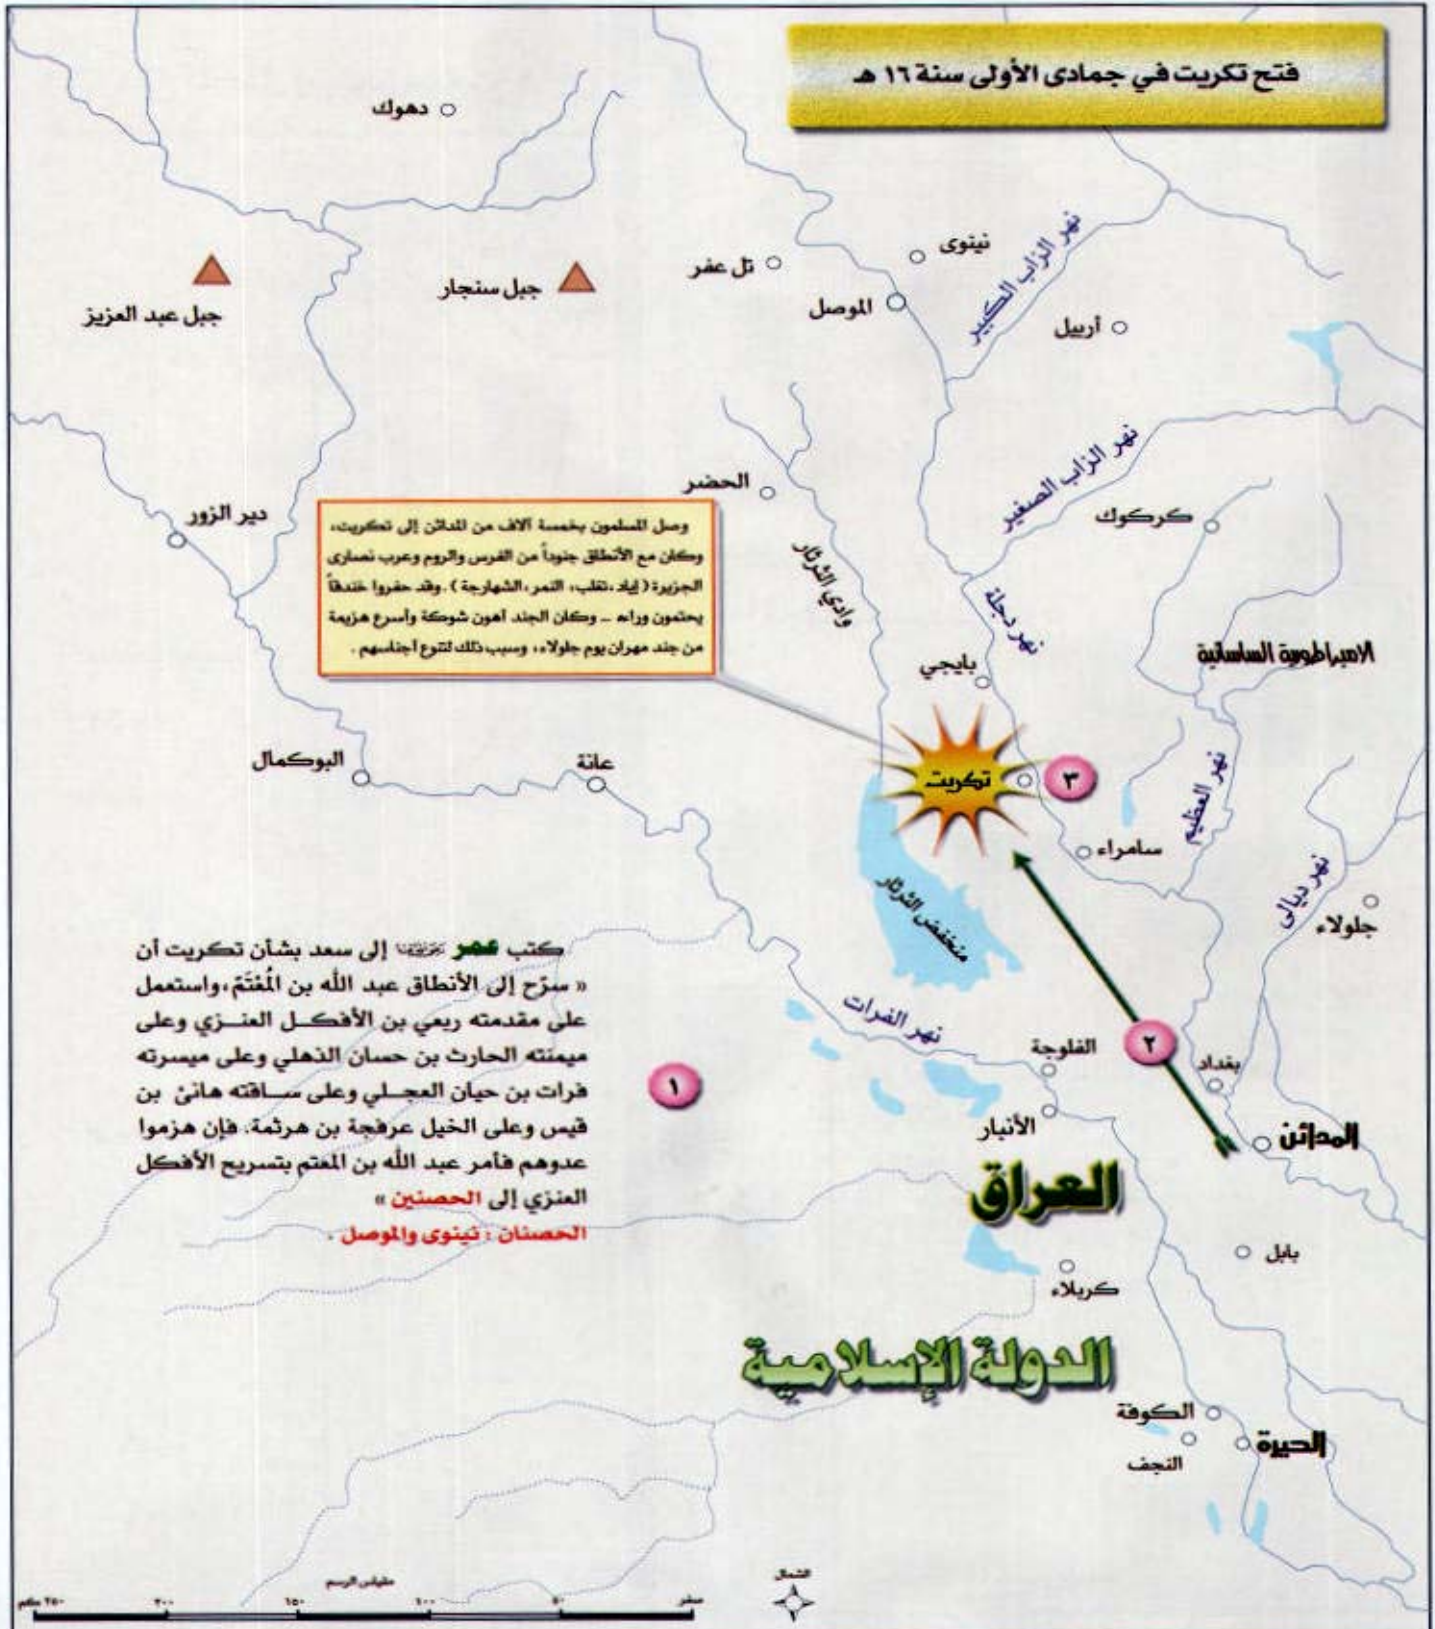 فتح تكريت في جمادى الأولى سنة ١٦ هـ
دهوك
نينوى
نهر الزاب الكبير
تل عفر
جبل سنجار
جبل عبد العزيز
الموصل
أربيل
نهر الزاب الصغير
الحضر
كركوك
دير الزور
وصل المسلمون بخمسة آلاف من المدائن إلى تكريت،
وكان مع الأنطاق جنوداً من الفرس والروم وعرب نصارى
الجزيرة ( إياد ، تغلب، النمر، الشهارجة ) . وقد حفروا خندقاً
يحتمون وراءه – وكان الجند أهون شوكة وأسرع هزيمة
من جند مهران يوم جلولاء، وسبب ذلك تنوع أجناسهم .
وادي الثرثار
نهر دجلة
الامبراطورية الساسانية
بايجي
البوكمال
عانة
تكريت
٣
نهر العظيم
سامراء
نهر ديالى
جلولاء
منخفض الثرثار
كتب عمر إلى سعد بشأن تكريت أن
« سرّح إلى الأنطاق عبد الله بن المُعْتَمّ، واستعمل
على مقدمته ربعي بن الأفكل العنزي وعلى
ميمنته الحارث بن حسان الذهلي وعلى ميسرته
فرات بن حيان العجلي وعلى ساقته هانئ بن
قيس وعلى الخيل عرفجة بن هرثمة، فإن هزموا
عدوهم فأمر عبد الله بن المعتم بتسريح الأفكل
العنزي إلى الحصنين »
الحصنان : نينوى والموصل .
١
نهر الفرات
الفلوجة
٢
بغداد
الأنبار
المدائن
العراق
بابل
كربلاء
الدولة الإسلامية
الكوفة
النجف
الحيرة
الشمال
مقياس الرسم
صفر
٥٠
١٠٠
١٥٠
٢٠٠
٢٥٠ كم